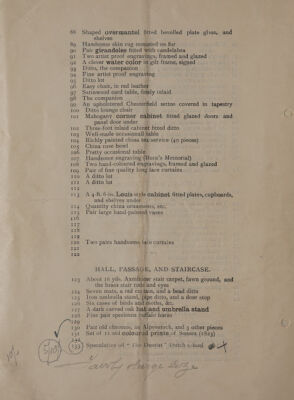 88 Shaped overmantel fitted bevelled plate glass, and
shelves
89 Handsome skin rug mounted on fur
90 Pair girandoles fitted with candelabra
91 Two artist proof engravings, framed and glazed
92 A clever water color in gilt frame, signed
93 Ditto, the companion
94 Fine artist proof engraving
95 Ditto lot
96 Easy chair, in red leather
97 Satinwood card table, finely inlaid
98 The companion
99 An upholstered Chesterfield settee covered in tapestry
100 Ditto lounge chair
101 Mahogany corner cabinet fitted glazed doors and
panel door under
102 Three-foot inlaid cabinet fitted ditto
103 Well-made occasional table
104 Richly painted china tea service (40 pieces)
105 China rose bowl
106 Pretty occasional table
107 Handsome engraving
108 Two hand-coloured engravings, framed and glazed
109 Pair of fine quality long lace curtains
110 A ditto lot
111 A ditto lot
112
113 A 4-ft. 6-in. Louis style cabinet fitted plates, cupboards,
and shelves under
114 Quantity china ornaments, etc.
115 Pair large hand-painted vases
116
117
118
119
120 Two pairs handsome lace curtains
121
122
HALL, PASSAGE, AND STAIRCASE.
123 About 16 yds. Axminster stair carpet, fawn ground, and
the brass stair rods and eyes
124 Seven mats, a rug curtain, and a bead ditto
125 Iron umbrella stand, pipe ditto, and a door stop
126 Six cases of birds and moths, &c.
127 A dark carved oak hat and umbrella stand
128 Five pair specimen buffalo horns
129
130 Pair old chromos, an Alpenstock, and 3 other pieces
131 Set of 12 old coloured prints of Sussex (1823)
133 Speculation of "The Dentist" Dutch school
large size